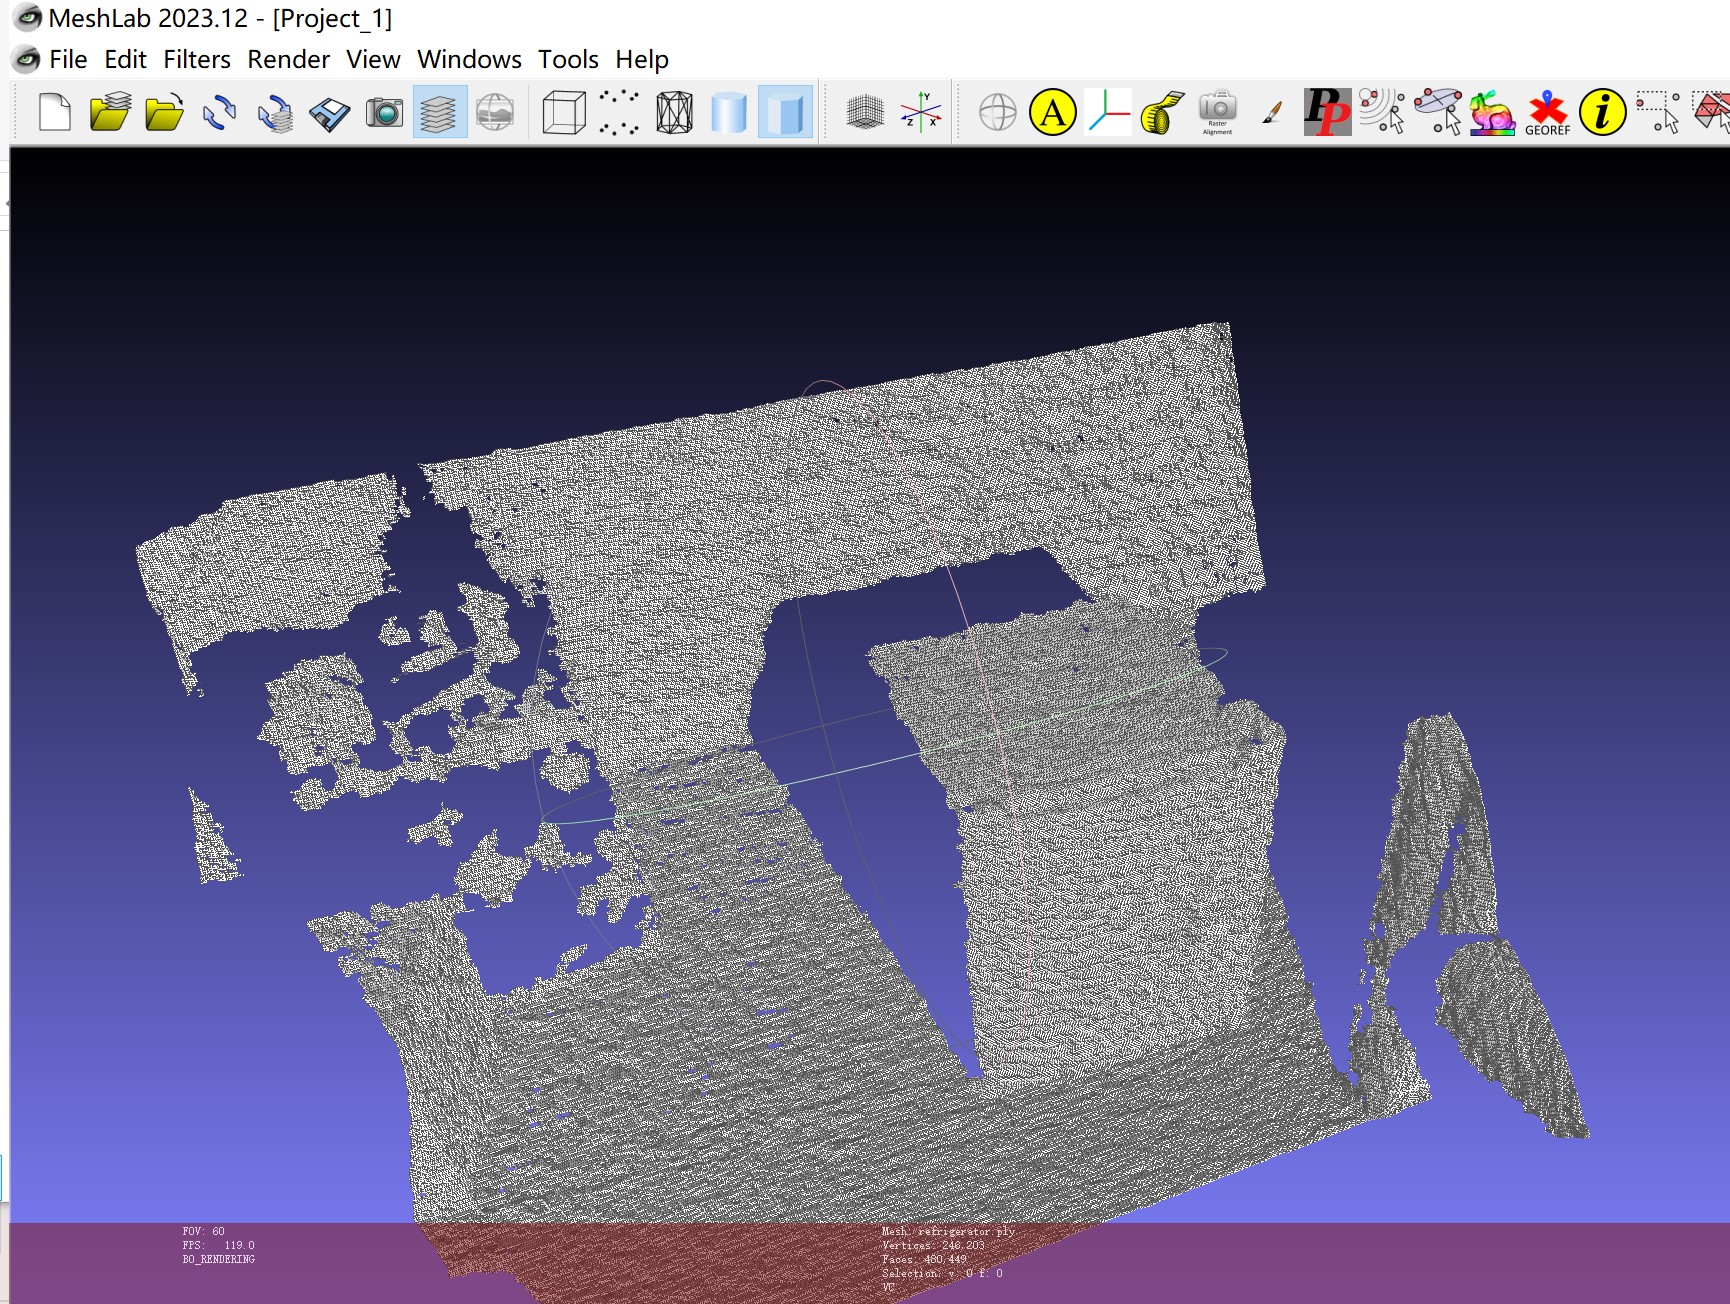 MeshLab 2023.12 - [Project_1]
File Edit Filters Render View Windows Tools Help
Y
Z X
A
Raster
Alignment
PP
GEOREF
i
FOV: 60
FPS: 119.0
BO_RENDERING
Mesh: refrigerator.ply
Vertices: 246,203
Faces: 480,449
Selection: v: 0 f: 0
VC